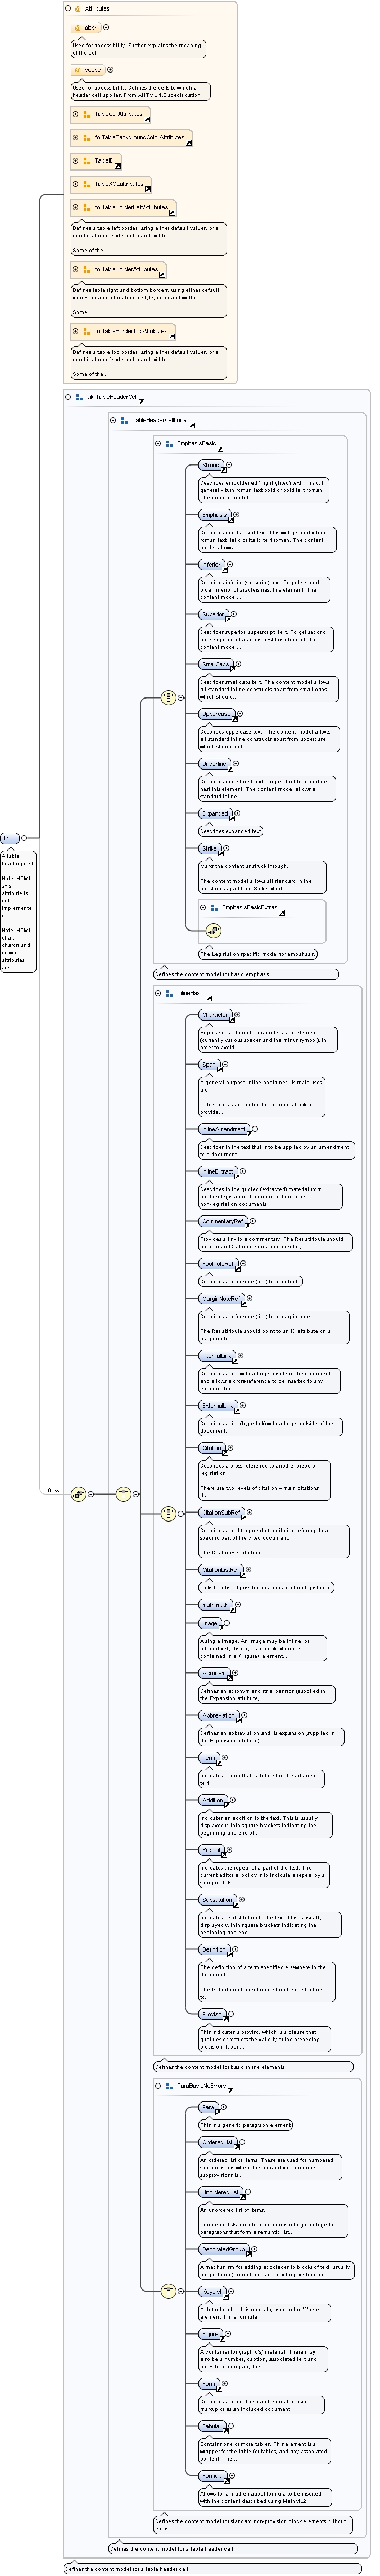 Attributes
abbr
Used for accessibility. Further explains the meaning
of the cell
scope
Used for accessibility. Defines the cells to which a
header cell applies. From XHTML 1.0 specification
TableCellAttributes
fo:TableBackgroundColorAttributes
TableID
TableXMLattributes
fo:TableBorderLeftAttributes
Defines a table left border, using either default values, or a
combination of style, color and width.
Some of the...
fo:TableBorderAttributes
Defines table right and bottom borders, using either default
values, or a combination of style, color and width
Some...
fo:TableBorderTopAttributes
Defines a table top border, using either default values, or a
combination of style, color and width
Some of the...
ukl:TableHeaderCell
TableHeaderCellLocal
EmphasisBasic
Strong
Describes emboldened (highlighted) text. This will
generally turn roman text bold or bold text roman.
The content model...
Emphasis
Describes emphasised text. This will generally turn
roman text italic or italic text roman. The content
model allows...
Inferior
Describes inferior (subscript) text. To get second
order inferior characters nest this element. The
content model...
Superior
Describes superior (superscript) text. To get second
order superior characters nest this element. The
content model...
SmallCaps
Describes smallcaps text. The content model allows
all standard inline constructs apart from small caps
which should...
Uppercase
Describes uppercase text. The content model allows
all standard inline constructs apart from uppercase
which should not...
Underline
Describes underlined text. To get double underline
nest this element. The content model allows all
standard inline...
Expanded
Describes expanded text
Strike
Marks the content as struck through.
The content model allows all standard inline
constructs apart from Strike which...
EmphasisBasicExtras
The Legislation specific model for empahasis.
Defines the content model for basic emphasis
th
A table
heading cell
Note: HTML
axis
attribute is
not
implemente
d
Note: HTML
char,
charoff and
nowrap
attributes
are...
0..∞
InlineBasic
Character
Represents a Unicode character as an element
(currently various spaces and the minus symbol), in
order to avoid...
Span
A general-purpose inline container. Its main uses
are:
* to serve as an anchor for an InternalLink to
provide...
InlineAmendment
Describes inline text that is to be applied by an amendment
to a document
InlineExtract
Describes inline quoted (extracted) material from
another legislation document or from other
non-legislation documents.
CommentaryRef
Provides a link to a commentary. The Ref attribute should
point to an ID attribute on a commentary.
FootnoteRef
Describes a reference (link) to a footnote
MarginNoteRef
Describes a reference (link) to a margin note.
The Ref attribute should point to an ID attribute on a
marginnote...
InternalLink
Describes a link with a target inside of the document
and allows a cross-reference to be inserted to any
element that...
ExternalLink
Describes a link (hyperlink) with a target outside of the
document.
Citation
Describes a cross-reference to another piece of
legislation
There are two levels of citation – main citations
that...
CitationSubRef
Describes a text fragment of a citation referring to a
specific part of the cited document.
The CitationRef attribute...
CitationListRef
Links to a list of possible citations to other legislation.
math:math
Image
A single image. An image may be inline, or
alternatively display as a block when it is
contained in a <Figure> element...
Acronym
Defines an acronym and its expansion (supplied in
the Expansion attribute).
Abbreviation
Defines an abbreviation and its expansion (supplied in
the Expansion attribute).
Term
Indicates a term that is defined in the adjacent
text.
Addition
Indicates an addition to the text. This is usually
displayed within square brackets indicating the
beginning and end of...
Repeal
Indicates the repeal of a part of the text. The
current editorial policy is to indicate a repeal by a
string of dots...
Substitution
Indicates a substitution to the text. This is usually
displayed within square brackets indicating the
beginning and end...
Definition
The definition of a term specified elsewhere in the
document.
The Definition element can either be used inline,
to...
Proviso
This indicates a proviso, which is a clause that
qualifies or restricts the validity of the preceding
provision. It can...
Defines the content model for basic inline elements
ParaBasicNoErrors
Para
This is a generic paragraph element
OrderedList
An ordered list of items. These are used for numbered
sub-provisions where the hierarchy of numbered
subprovisions is...
UnorderedList
An unordered list of items.
Unordered lists provide a mechanism to group together
paragraphs that form a semantic list...
DecoratedGroup
A mechanism for adding accolades to blocks of text (usually
a right brace). Accolades are very long vertical or...
KeyList
A definition list. It is normally used in the Where
element if in a formula.
Figure
A container for graphic(s) material. There may
also be a number, caption, associated text and
notes to accompany the...
Form
Describes a form. This can be created using
markup or as an included document
Tabular
Contains one or more tables. This element is a
wrapper for the table (or tables) and any associated
content. The...
Formula
Allows for a mathematical formula to be inserted
with the content described using MathML2.
Defines the content model for standard non-provision block elements without
errors
Defines the content model for a table header cell
Defines the content model for a table header cell